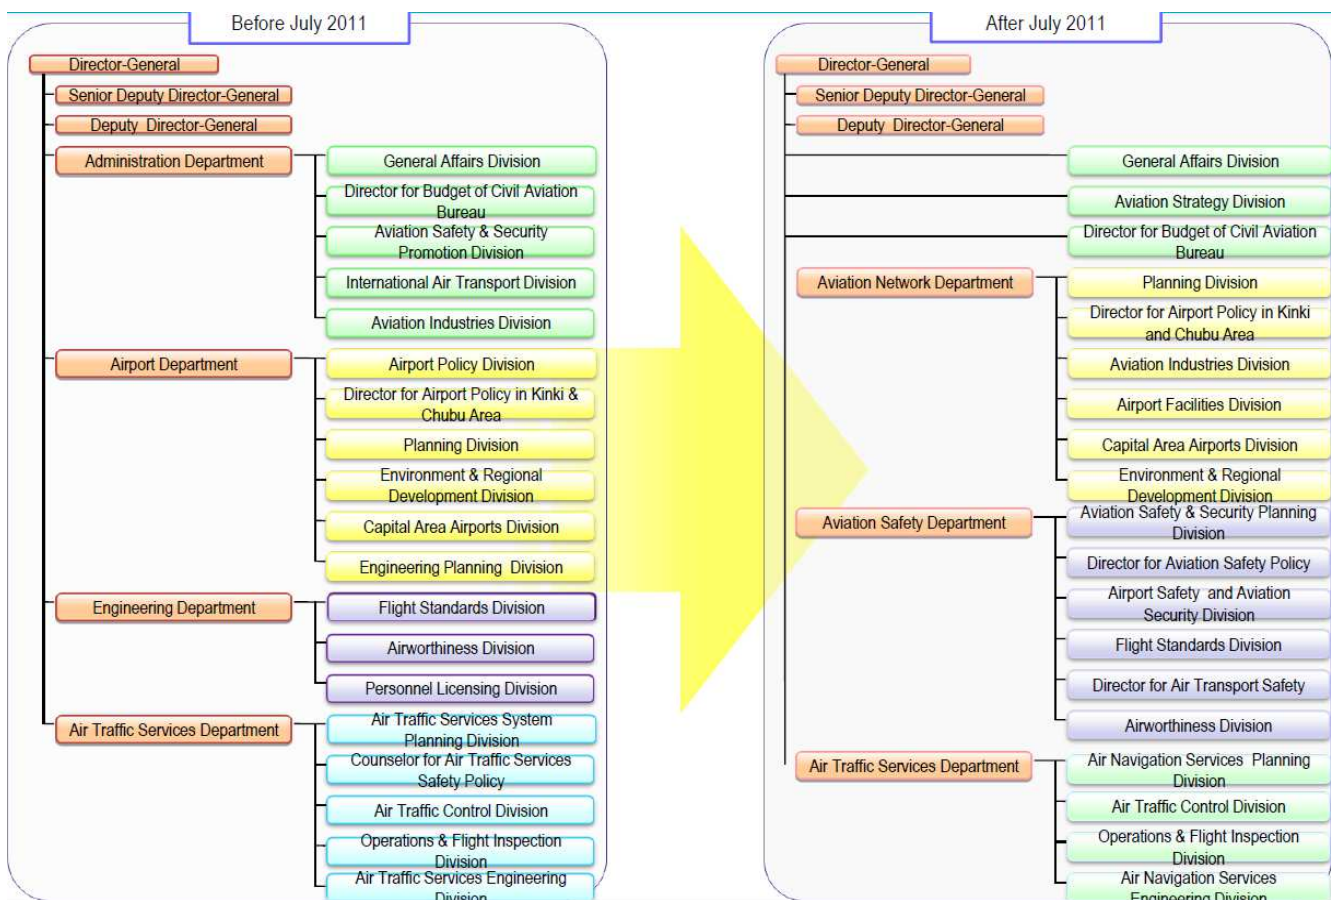 Before July 2011
Director-General
Senior Deputy Director-General
Deputy Director-General
Administration Department
General Affairs Division
Director for Budget of Civil Aviation
Bureau
Aviation Safety & Security
Promotion Division
International Air Transport Division
Aviation Industries Division
Airport Department
Airport Policy Division
Director for Airport Policy in Kinki &
Chubu Area
Planning Division
Environment & Regional
Development Division
Capital Area Airports Division
Engineering Planning Division
Engineering Department
Flight Standards Division
Airworthiness Division
Personnel Licensing Division
Air Traffic Services Department
Air Traffic Services System
Planning Division
Counselor for Air Traffic Services
Safety Policy
Air Traffic Control Division
Operations & Flight Inspection
Division
Air Traffic Services Engineering
Division
After July 2011
Director-General
Senior Deputy Director-General
Deputy Director-General
General Affairs Division
Aviation Strategy Division
Director for Budget of Civil Aviation
Bureau
Aviation Network Department
Planning Division
Director for Airport Policy in Kinki
and Chubu Area
Aviation Industries Division
Airport Facilities Division
Capital Area Airports Division
Environment & Regional
Development Division
Aviation Safety Department
Aviation Safety & Security Planning
Division
Director for Aviation Safety Policy
Airport Safety and Aviation
Security Division
Flight Standards Division
Director for Air Transport Safety
Airworthiness Division
Air Traffic Services Department
Air Navigation Services Planning
Division
Air Traffic Control Division
Operations & Flight Inspection
Division
Air Navigation Services
Engineering Division